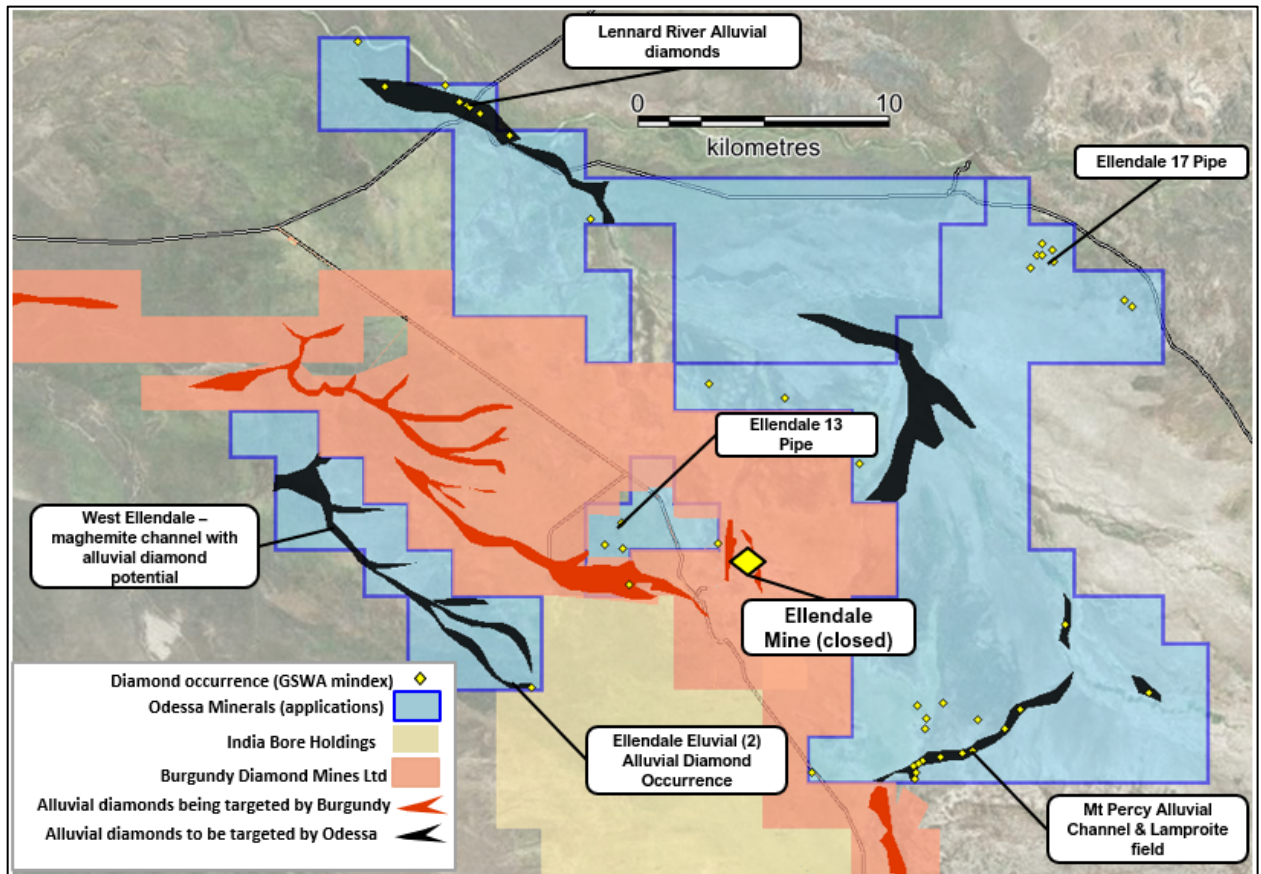 Lennard River Alluvial
diamonds
0 10
kilometres
Ellendale 17 Pipe
Ellendale 13
Pipe
West Ellendale –
maghemite channel with
alluvial diamond
potential
Ellendale
Mine (closed)
Diamond occurrence (GSWA mindex)
Odessa Minerals (applications)
India Bore Holdings
Burgundy Diamond Mines Ltd
Alluvial diamonds being targeted by Burgundy
Alluvial diamonds to be targeted by Odessa
Ellendale Eluvial (2)
Alluvial Diamond
Occurrence
Mt Percy Alluvial
Channel & Lamproite
field